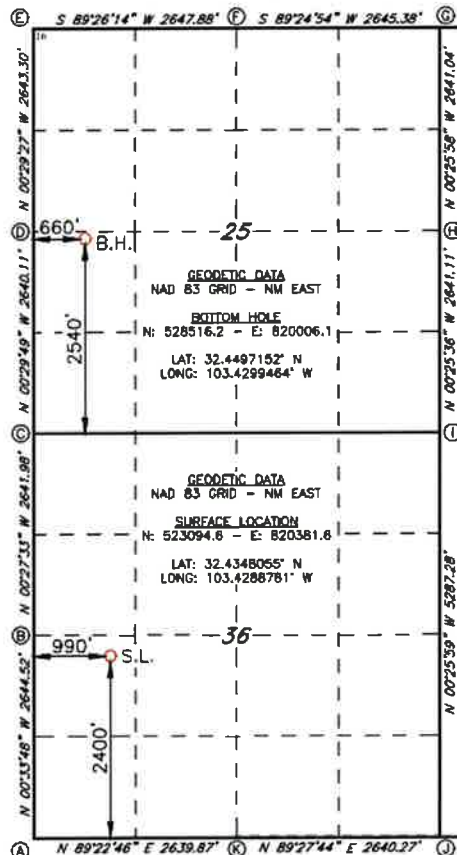 E S 89°26'14" W 2647.88' F S 89°24'54" W 2645.38' G
N 00°29'27" W 2643.30'
N 00°25'58" W 2641.04'
D
660'
B.H.
25
H
GEODETIC DATA
NAD 83 GRID - NM EAST
BOTTOM HOLE
N: 528516.2 - E: 820006.1
LAT: 32.4497152° N
LONG: 103.4299464° W
2540'
N 00°29'49" W 2640.11'
N 00°25'36" W 2641.11'
C
I
GEODETIC DATA
NAD 83 GRID - NM EAST
SURFACE LOCATION
N: 523094.6 - E: 820381.6
LAT: 32.4348055° N
LONG: 103.4288781° W
N 00°27'33" W 2641.98'
N 00°25'59" W 5287.28'
B
990'
S.L.
36
2400'
N 00°33'48" W 2644.52'
A N 89°22'46" E 2639.87' K N 89°27'44" E 2640.27' J